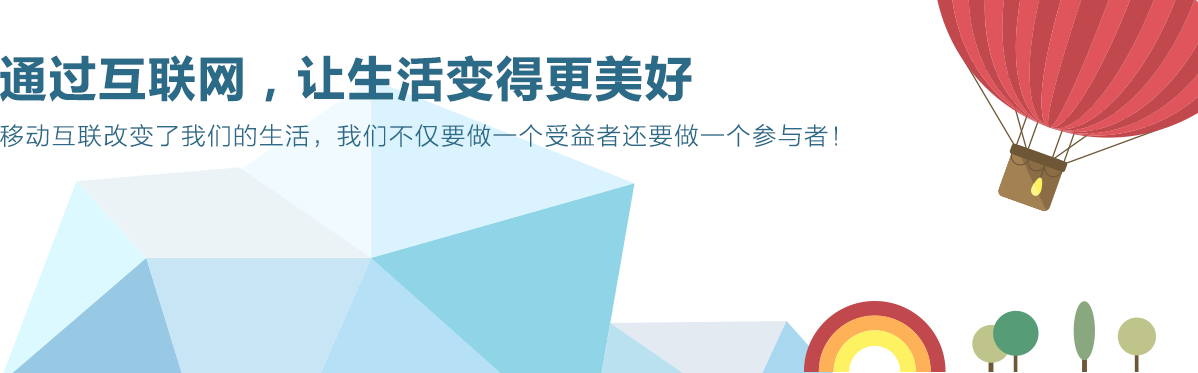 通过互联网，让生活变得更美好
移动互联改变了我们的生活，我们不仅要做一个受益者还要做一个参与者！